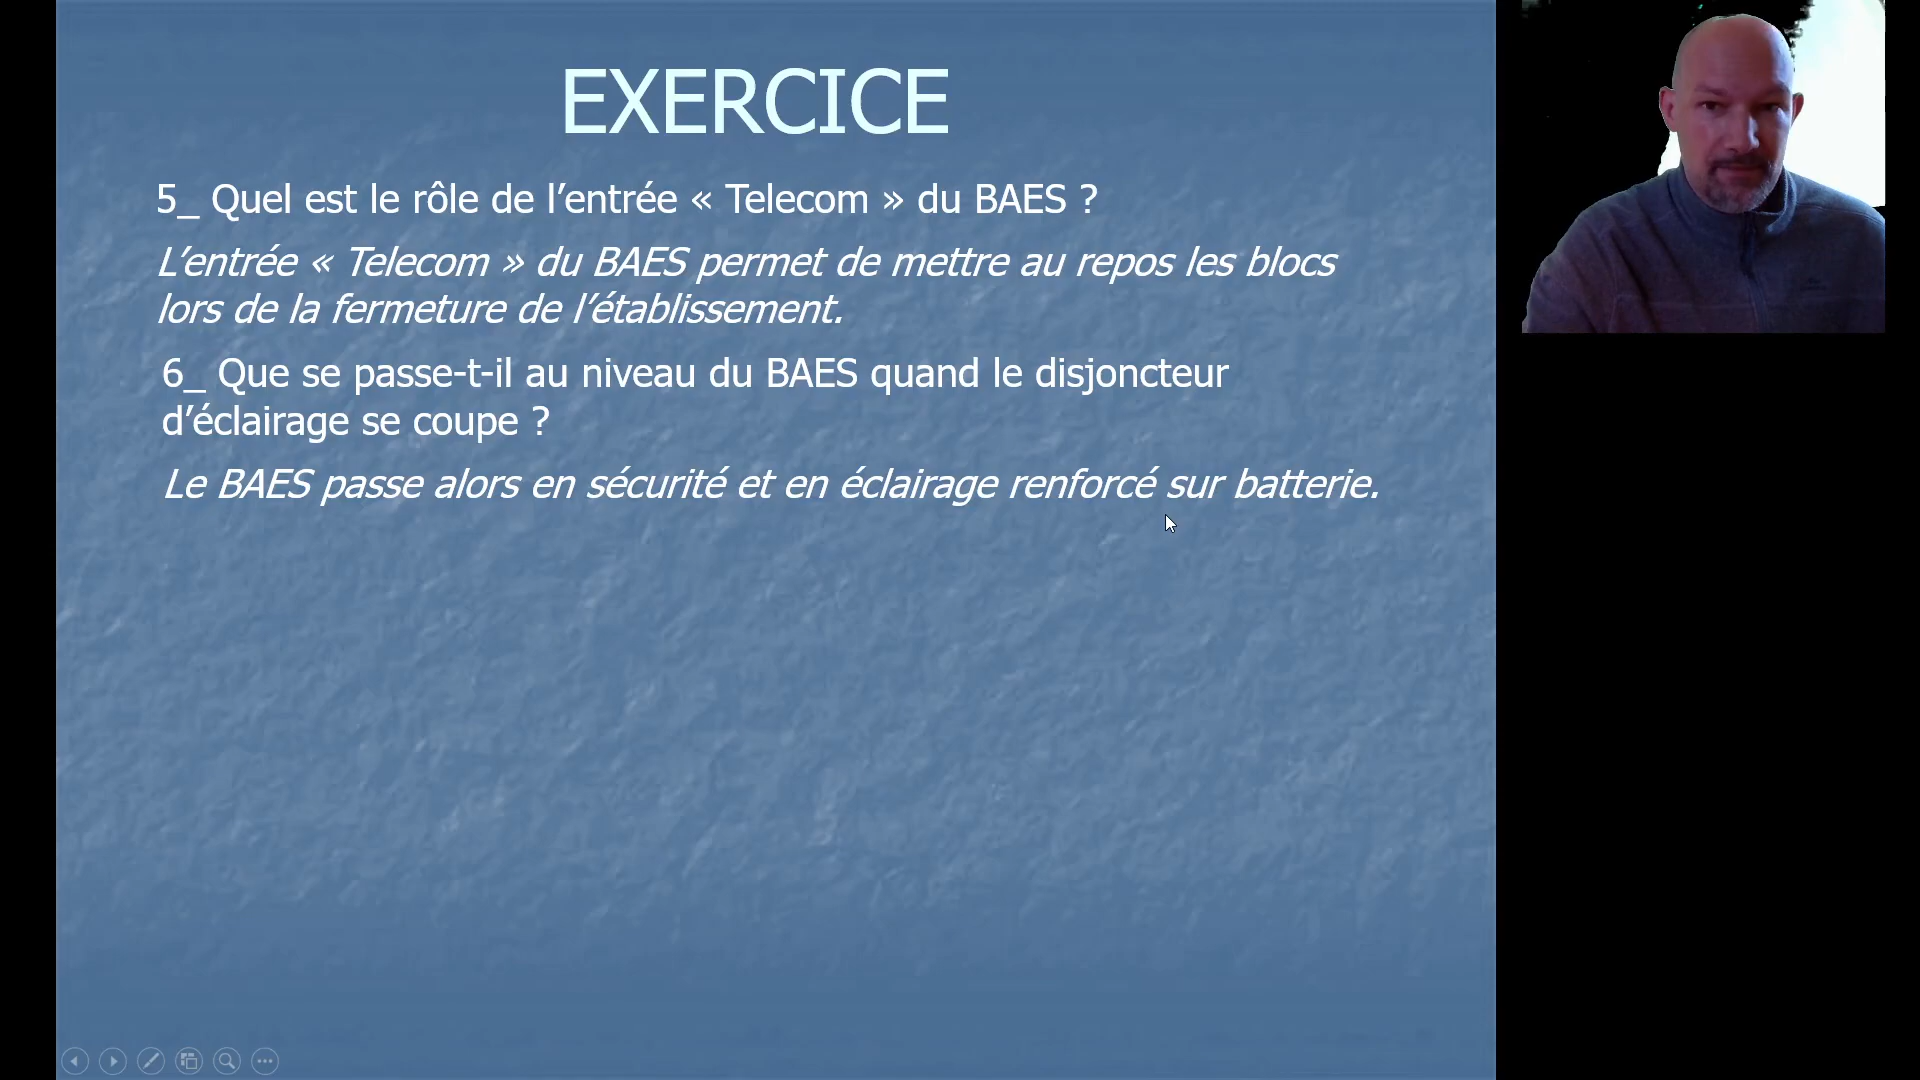 EXERCICE
5_ Quel est le rôle de l’entrée « Telecom » du BAES ?
L’entrée « Telecom » du BAES permet de mettre au repos les blocs
lors de la fermeture de l’établissement.
6_ Que se passe-t-il au niveau du BAES quand le disjoncteur
d’éclairage se coupe ?
Le BAES passe alors en sécurité et en éclairage renforcé sur batterie.